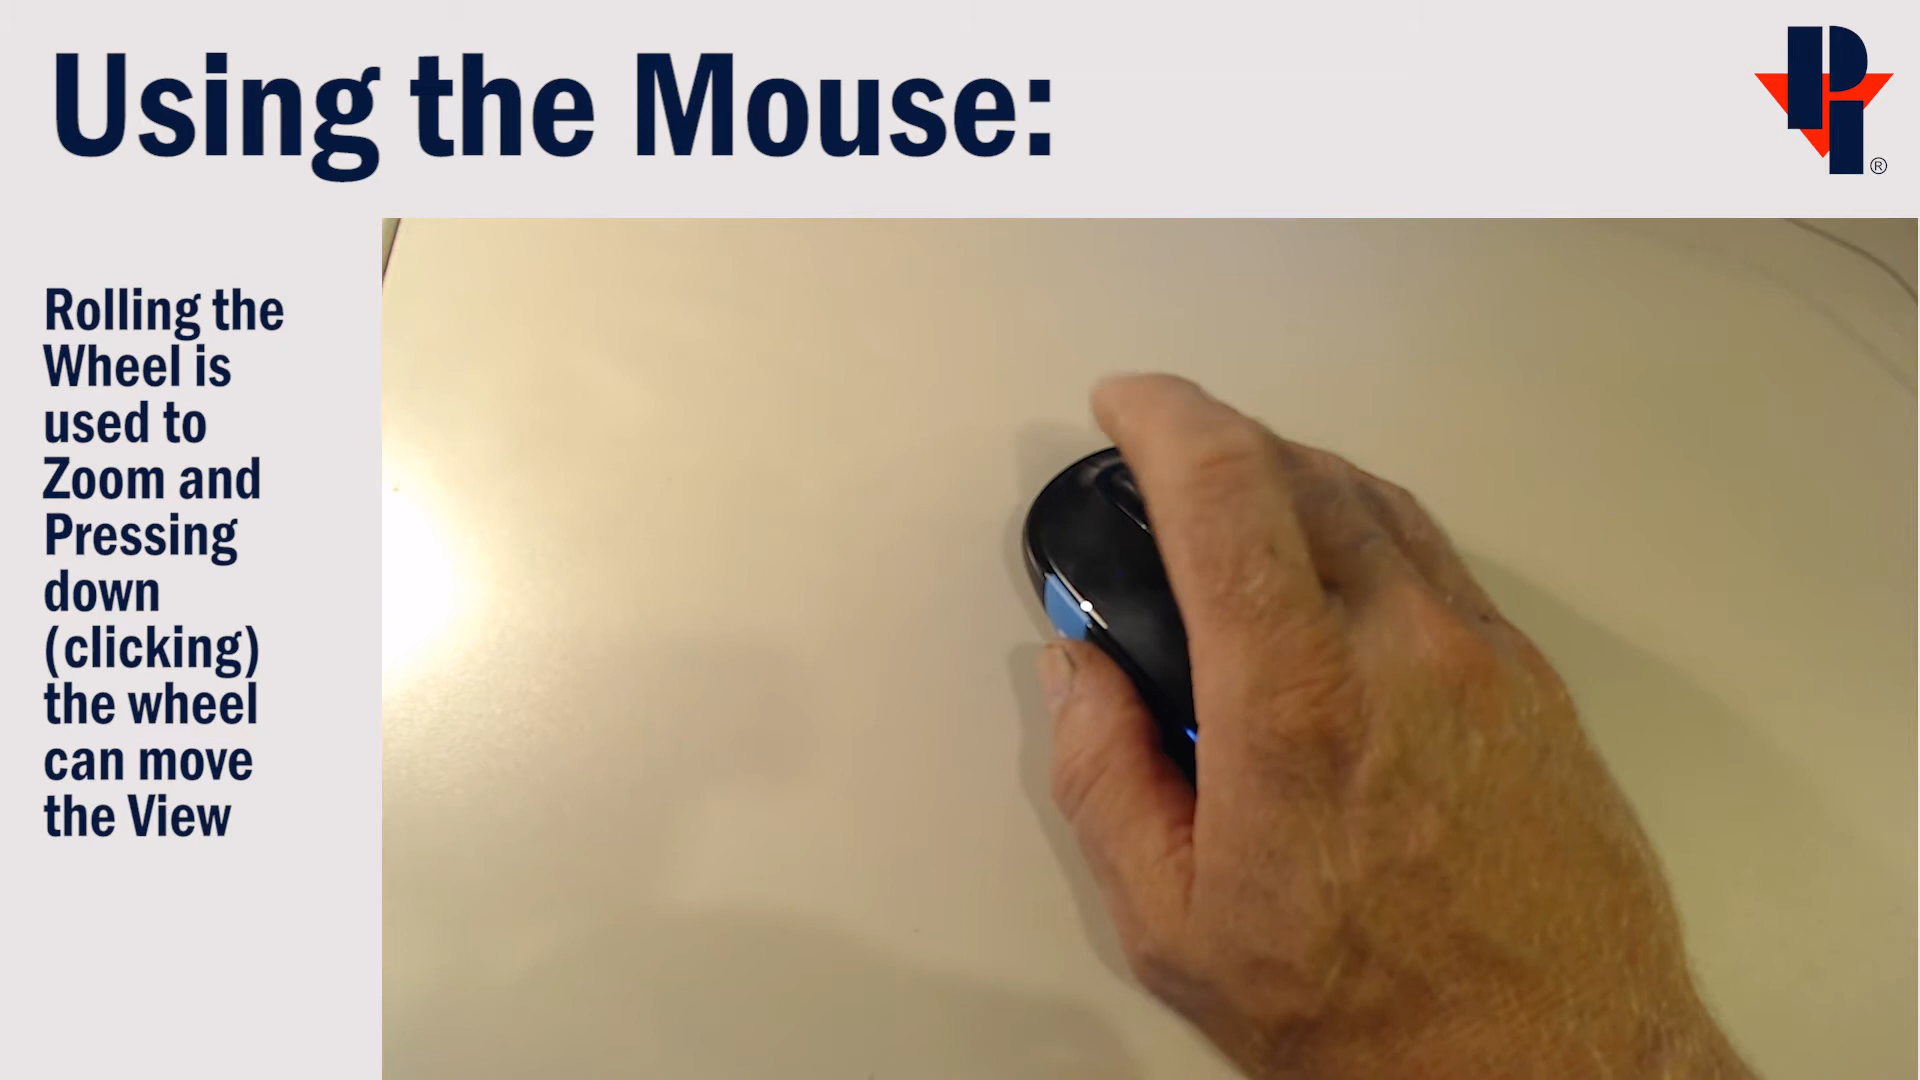 Using the Mouse:
PI®
Rolling the
Wheel is
used to
Zoom and
Pressing
down
(clicking)
the wheel
can move
the View